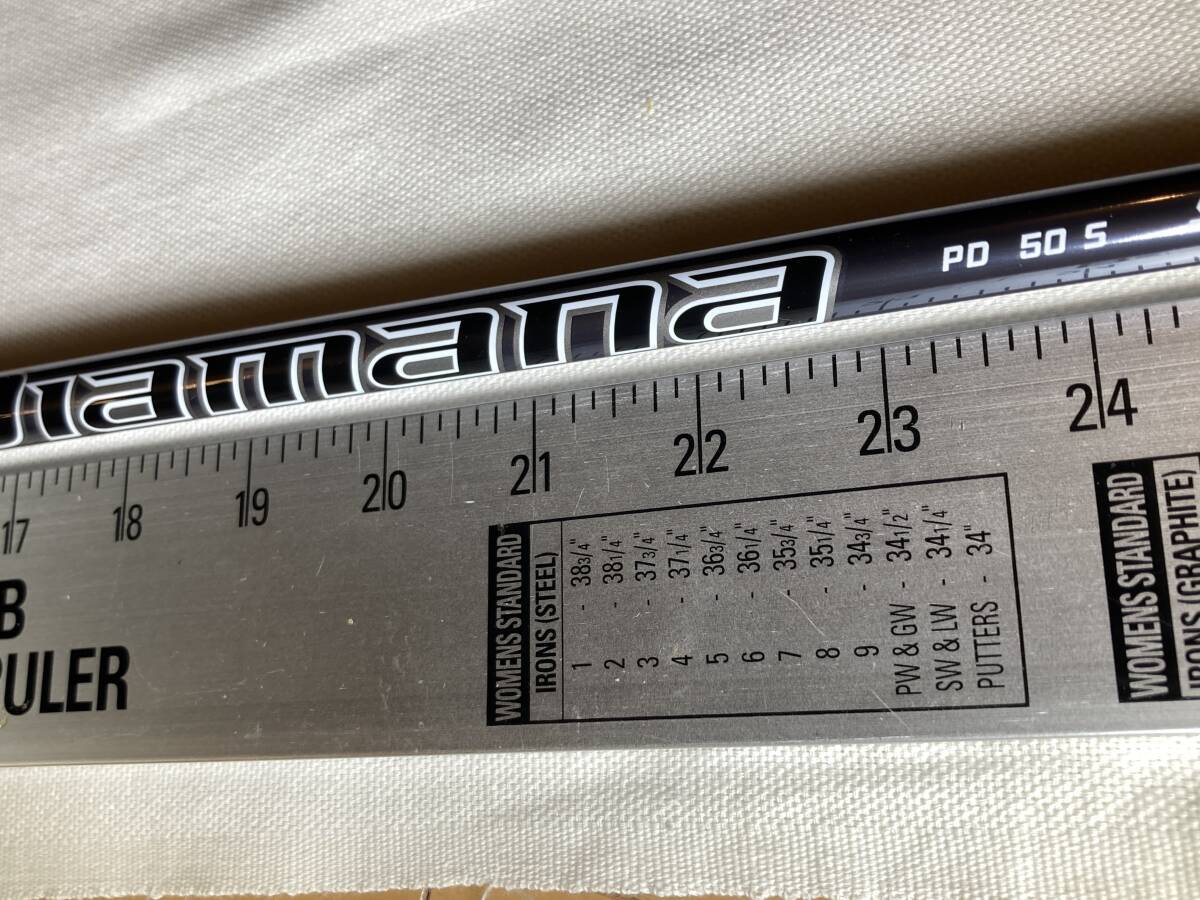 iamana PD 50 S
17 18 19 20 21 22 23 24
B
RULER
WOMENS STANDARD
IRONS (STEEL)
1 - 38 3/4"
2 - 38 1/4"
3 - 37 3/4"
4 - 37 1/4"
5 - 36 3/4"
6 - 36 1/4"
7 - 35 3/4"
8 - 35 1/4"
9 - 34 3/4"
PW & GW - 34 1/2"
SW & LW - 34 1/4"
PUTTERS - 34"
WOMENS STANDARD
IRONS (GRAPHITE)